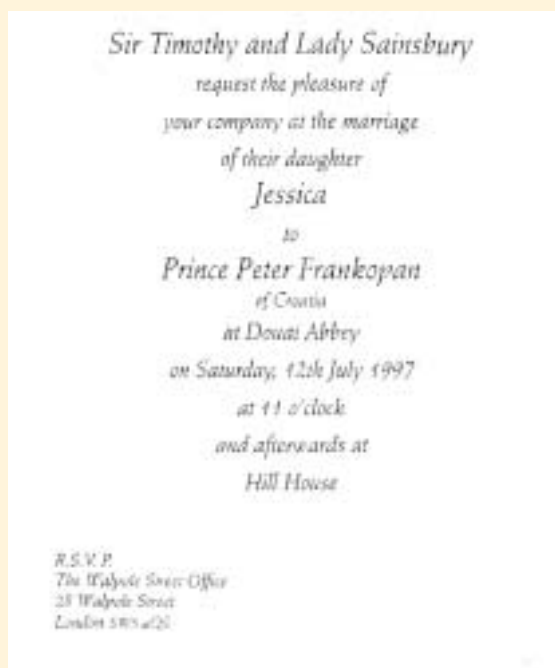 Sir Timothy and Lady Sainsbury
request the pleasure of
your company at the marriage
of their daughter
Jessica
to
Prince Peter Frankopan
of Croatia
at Douai Abbey
on Saturday, 12th July 1997
at 11 o'clock
and afterwards at
Hill House
R.S.V.P.
The Walpole Street Office
Walpole Street
London SW3